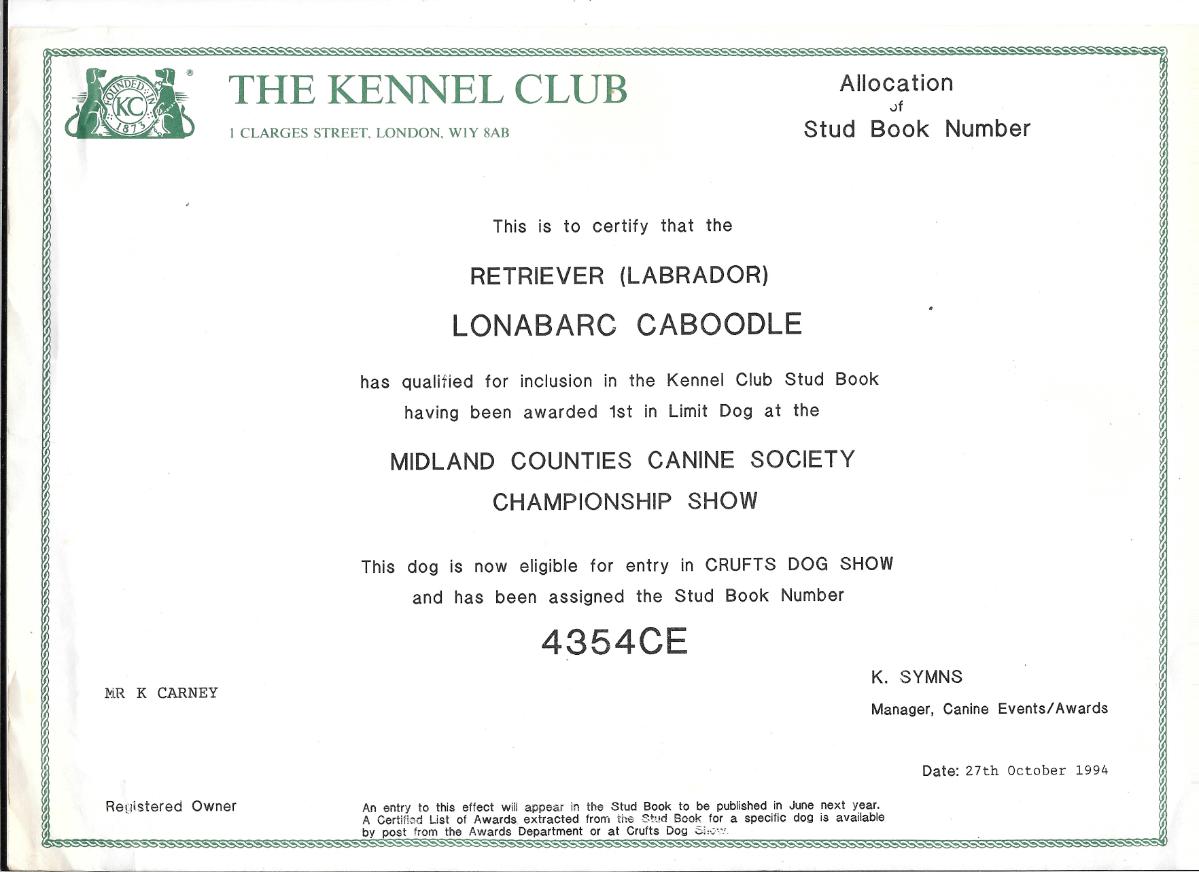 FOUNDED IN
KC
1873
®
THE KENNEL CLUB
1 CLARGES STREET, LONDON, W1Y 8AB
Allocation
of
Stud Book Number
This is to certify that the
RETRIEVER (LABRADOR)
LONABARC CABOODLE
has qualified for inclusion in the Kennel Club Stud Book
having been awarded 1st in Limit Dog at the
MIDLAND COUNTIES CANINE SOCIETY
CHAMPIONSHIP SHOW
This dog is now eligible for entry in CRUFTS DOG SHOW
and has been assigned the Stud Book Number
4354CE
MR K CARNEY
K. SYMNS
Manager, Canine Events/Awards
Date: 27th October 1994
Registered Owner
An entry to this effect will appear in the Stud Book to be published in June next year.
A Certified List of Awards extracted from the Stud Book for a specific dog is available
by post from the Awards Department or at Crufts Dog Show.